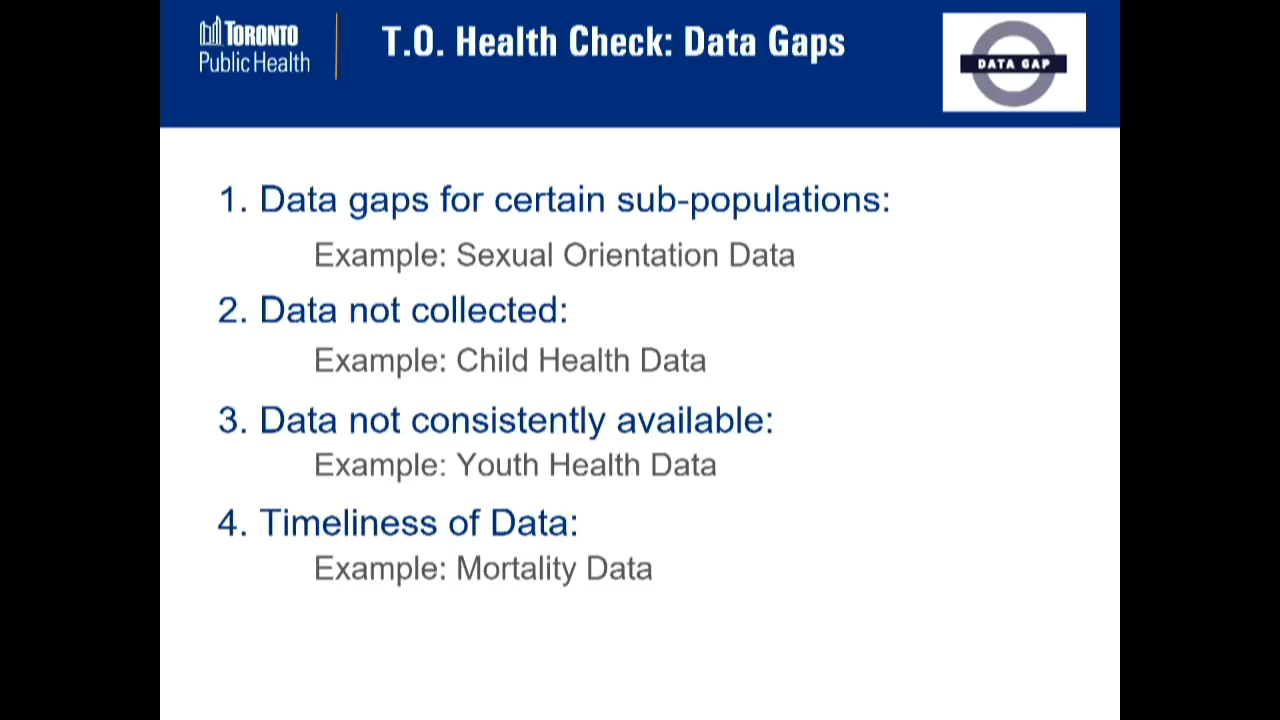 TORONTO
Public Health
T.O. Health Check: Data Gaps
DATA GAP
1. Data gaps for certain sub-populations:
Example: Sexual Orientation Data
2. Data not collected:
Example: Child Health Data
3. Data not consistently available:
Example: Youth Health Data
4. Timeliness of Data:
Example: Mortality Data